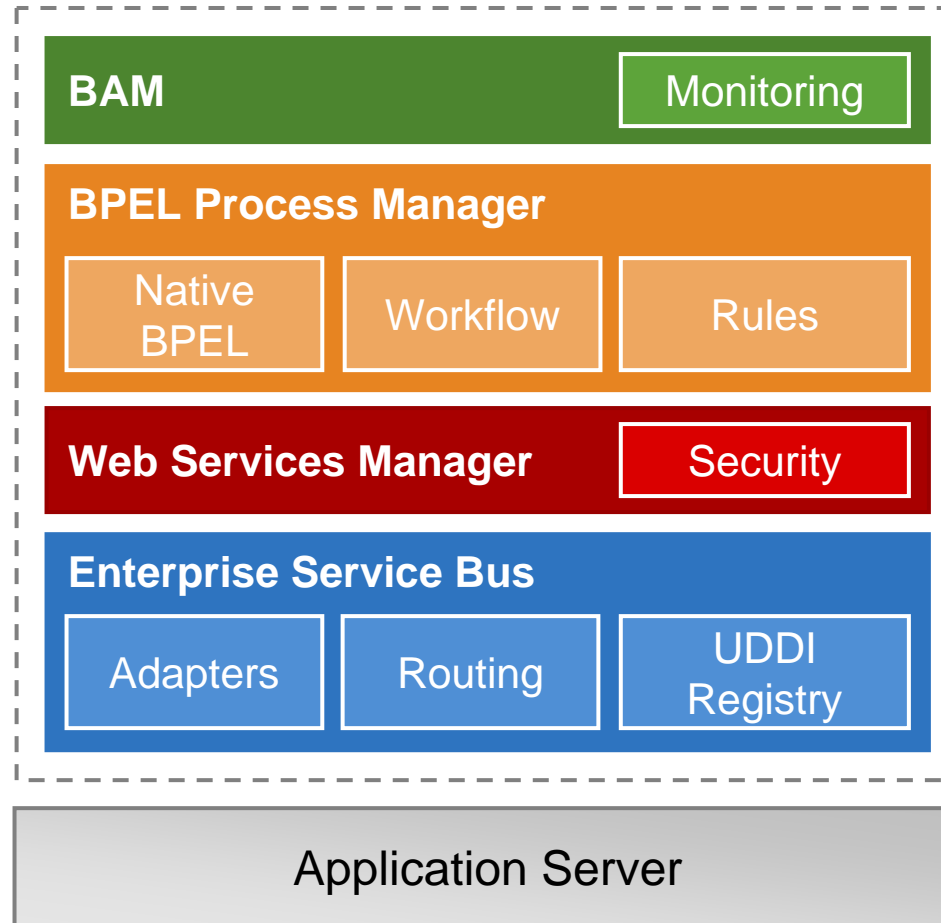 BAM
Monitoring
BPEL Process Manager
Native
BPEL
Workflow
Rules
Web Services Manager
Security
Enterprise Service Bus
Adapters
Routing
UDDI
Registry
Application Server